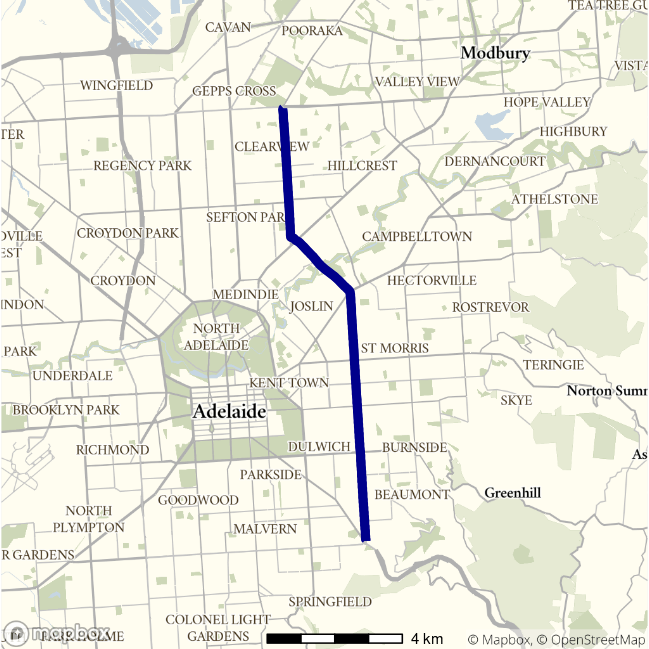 TEA TREE GU
CAVAN
POORAKA
Modbury
VISTA
WINGFIELD
GEPPS CROSS
VALLEY VIEW
HOPE VALLEY
TER
CLEARVIEW
HIGHBURY
REGENCY PARK
HILLCREST
DERNANCOURT
ATHELSTONE
SEFTON PAR
DVILLE
EST
CROYDON PARK
CAMPBELLTOWN
CROYDON
MEDINDIE
HECTORVILLE
INDON
JOSLIN
ROSTREVOR
NORTH
ADELAIDE
PARK
ST MORRIS
TERINGIE
UNDERDALE
KENT TOWN
Norton Summ
SKYE
BROOKLYN PARK
Adelaide
RICHMOND
DULWICH
BURNSIDE
As
PARKSIDE
GOODWOOD
BEAUMONT
Greenhill
NORTH
PLYMPTON
MALVERN
R GARDENS
SPRINGFIELD
COLONEL LIGHT
GARDENS
mapbox
4 km
© Mapbox, © OpenStreetMap